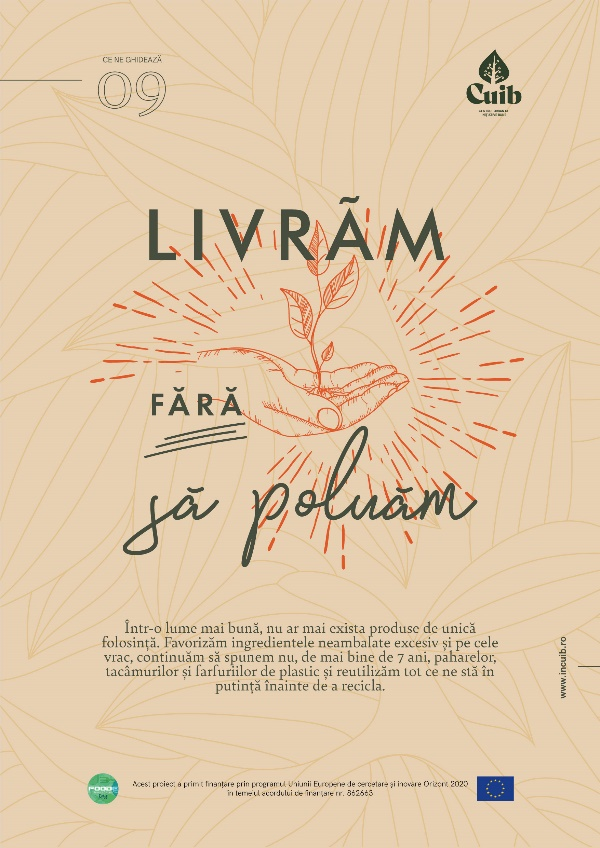 CE NE GHIDEAZĂ
09
Cuib
LIVRÃM
FĂRĂ
să poluăm
Într-o lume mai bună, nu ar mai exista produse de unică
folosință. Favorizăm ingredientele neambalate excesiv și pe cele
vrac, continuăm să spunem nu, de mai bine de 7 ani, paharelor,
tacâmurilor și farfuriilor de plastic și reutilizăm tot ce ne stă în
putință înainte de a recicla.
www.incuib.ro
Acest proiect a primit finanțare prin programul Uniunii Europene de cercetare și inovare Orizont 2020
în temeiul acordului de finanțare nr. 862663